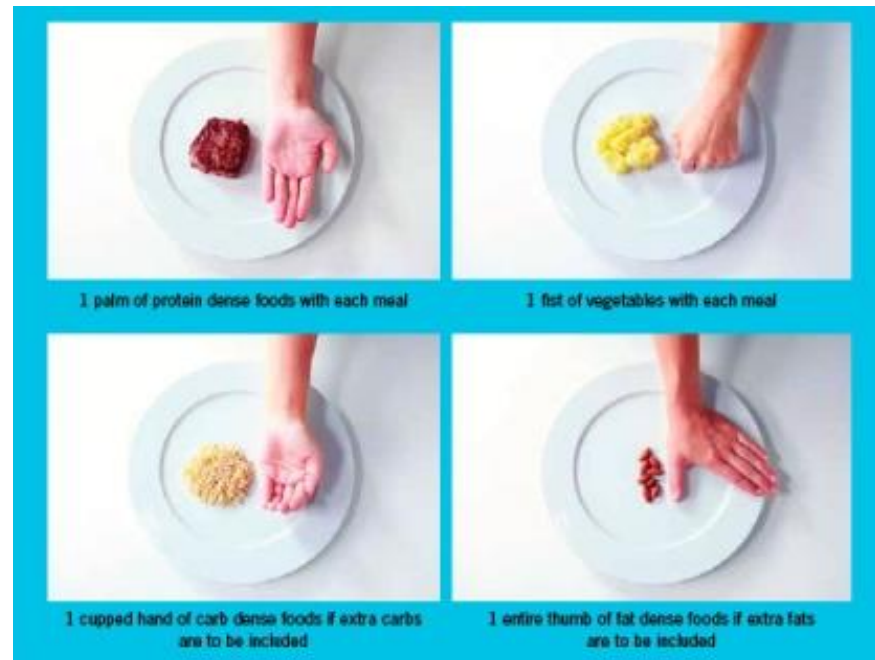 1 palm of protein dense foods with each meal
1 fist of vegetables with each meal
1 cupped hand of carb dense foods if extra carbs
are to be included
1 entire thumb of fat dense foods if extra fats
are to be included